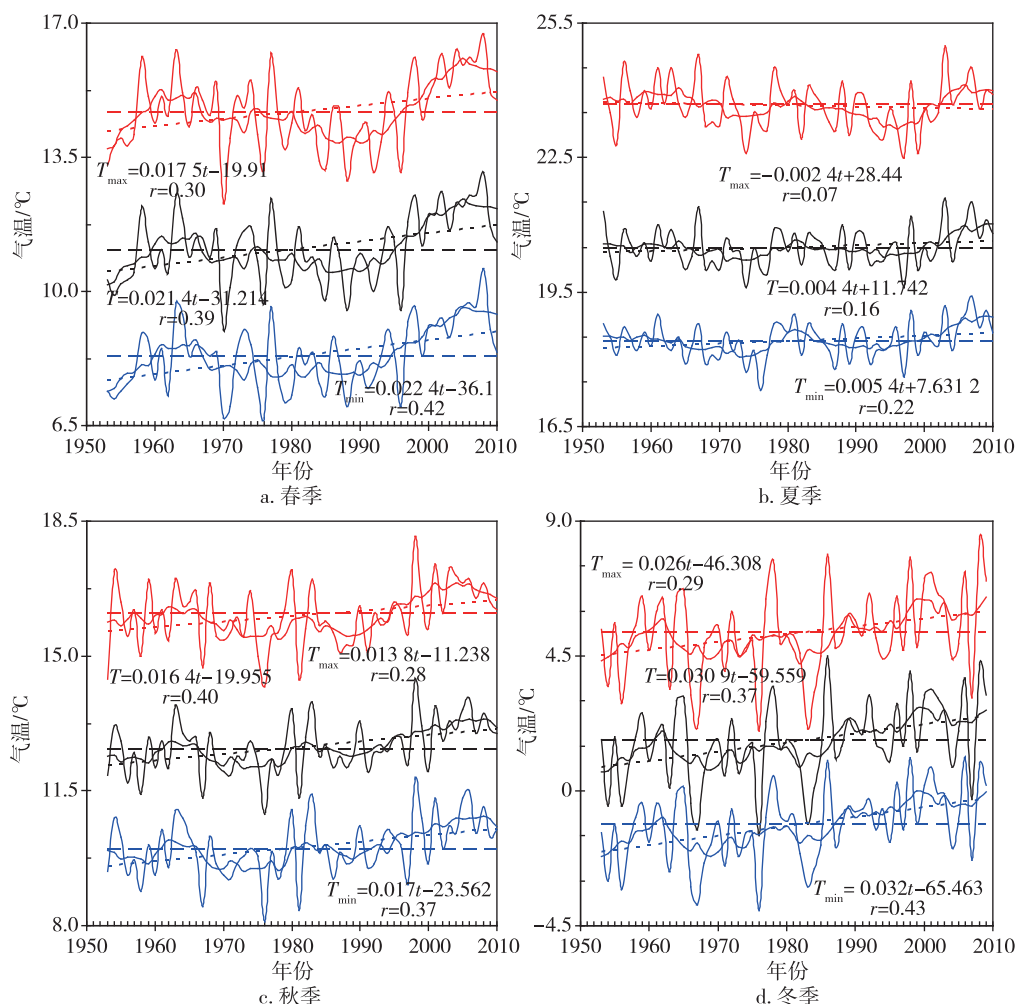 17.0
13.5
10.0
6.5
气温/℃
T_max=0.017 5t−19.91
r=0.30
T=0.021 4t−31.214
r=0.39
T_min=0.022 4t−36.1
r=0.42
1953 1960 1970 1980 1990 2000 2010
年份
a. 春季
25.5
22.5
19.5
16.5
气温/℃
T_max=−0.002 4t+28.44
r=0.07
T=0.004 4t+11.742
r=0.16
T_min=0.005 4t+7.631 2
r=0.22
1953 1960 1970 1980 1990 2000 2010
年份
b. 夏季
18.5
15.0
11.5
8.0
气温/℃
T=0.016 4t−19.955
r=0.40
T_max=0.013 8t−11.238
r=0.28
T_min=0.017t−23.562
r=0.37
1953 1960 1970 1980 1990 2000 2010
年份
c. 秋季
9.0
4.5
0
−4.5
气温/℃
T_max= 0.026t−46.308
r=0.29
T=0.030 9t−59.559
r=0.37
T_min= 0.032t−65.463
r=0.43
1953 1960 1970 1980 1990 2000 2010
年份
d. 冬季